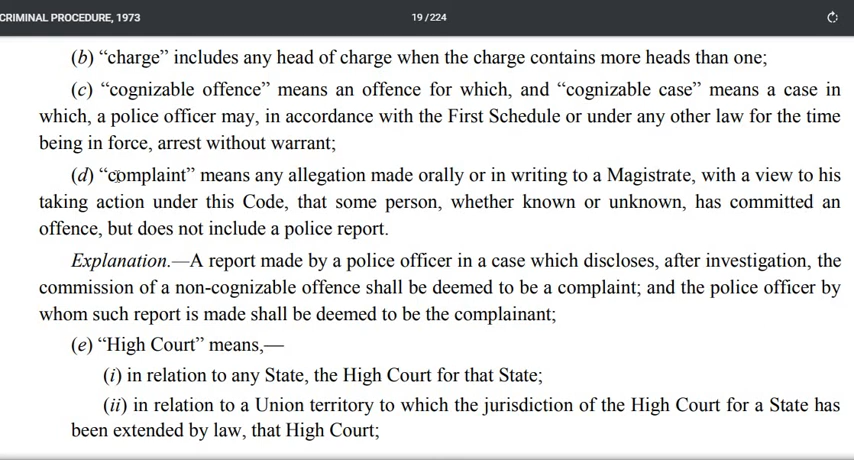 CRIMINAL PROCEDURE, 1973
19 / 224
(b) “charge” includes any head of charge when the charge contains more heads than one;
(c) “cognizable offence” means an offence for which, and “cognizable case” means a case in
which, a police officer may, in accordance with the First Schedule or under any other law for the time
being in force, arrest without warrant;
(d) “complaint” means any allegation made orally or in writing to a Magistrate, with a view to his
taking action under this Code, that some person, whether known or unknown, has committed an
offence, but does not include a police report.
Explanation.—A report made by a police officer in a case which discloses, after investigation, the
commission of a non-cognizable offence shall be deemed to be a complaint; and the police officer by
whom such report is made shall be deemed to be the complainant;
(e) “High Court” means,—
(i) in relation to any State, the High Court for that State;
(ii) in relation to a Union territory to which the jurisdiction of the High Court for a State has
been extended by law, that High Court;